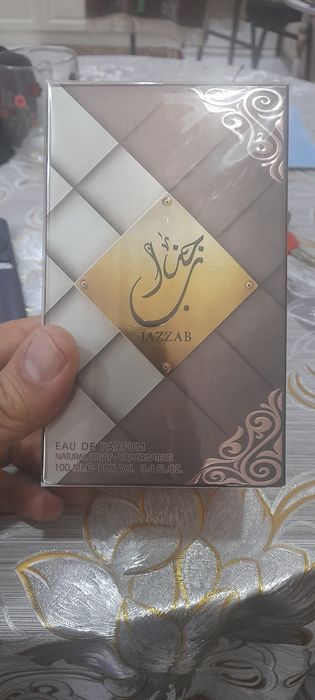 جذاب
JAZZAB
EAU DE PARFUM
NATURAL SPRAY - VAPORISATEUR
100 ML ℮ 80% Vol. 3.4 FL.OZ.